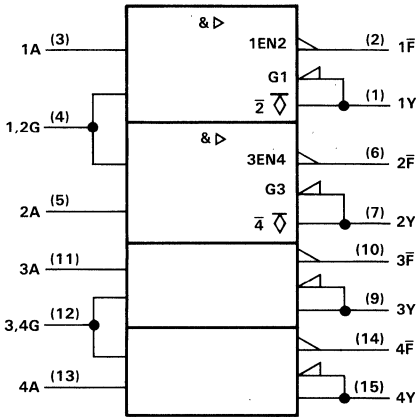 & ▷
1A (3) 1EN2 (2) 1F̅
G1
1,2G (4) 2̅ ◊ (1) 1Y
& ▷
3EN4 (6) 2F̅
G3
2A (5) 4̅ ◊ (7) 2Y
3A (11) (10) 3F̅
3,4G (12) (9) 3Y
(14) 4F̅
4A (13) (15) 4Y